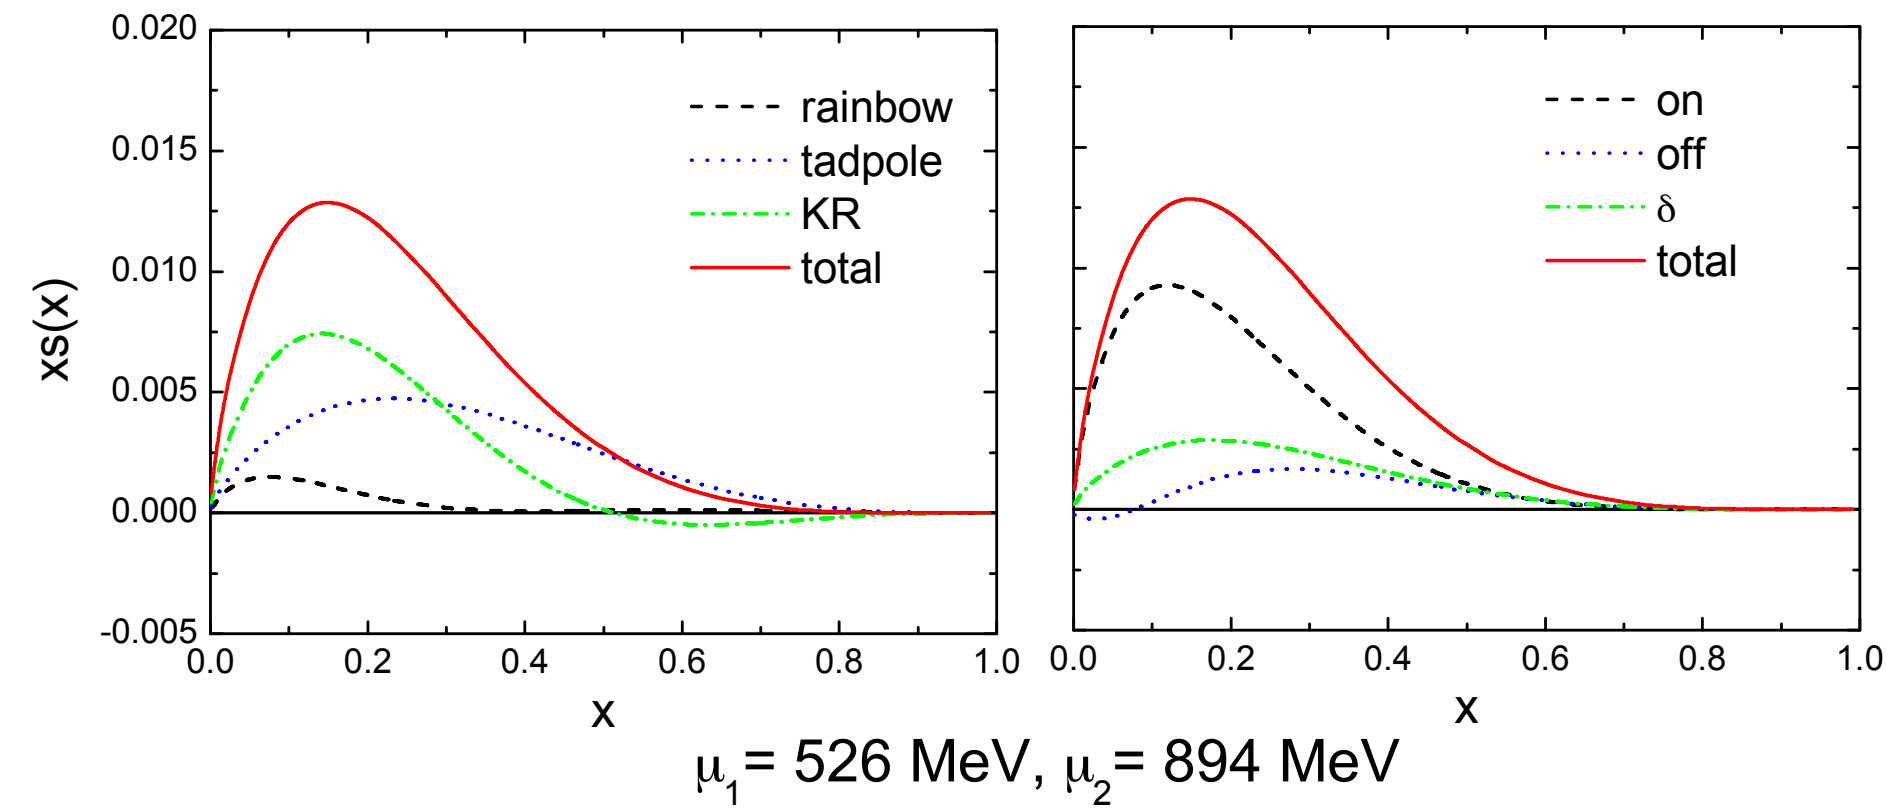 0.020
0.015
0.010
0.005
0.000
-0.005
xs(x)
rainbow
tadpole
KR
total
0.0 0.2 0.4 0.6 0.8 1.0
x
on
off
δ
total
0.0 0.2 0.4 0.6 0.8 1.0
x
μ1= 526 MeV, μ2= 894 MeV